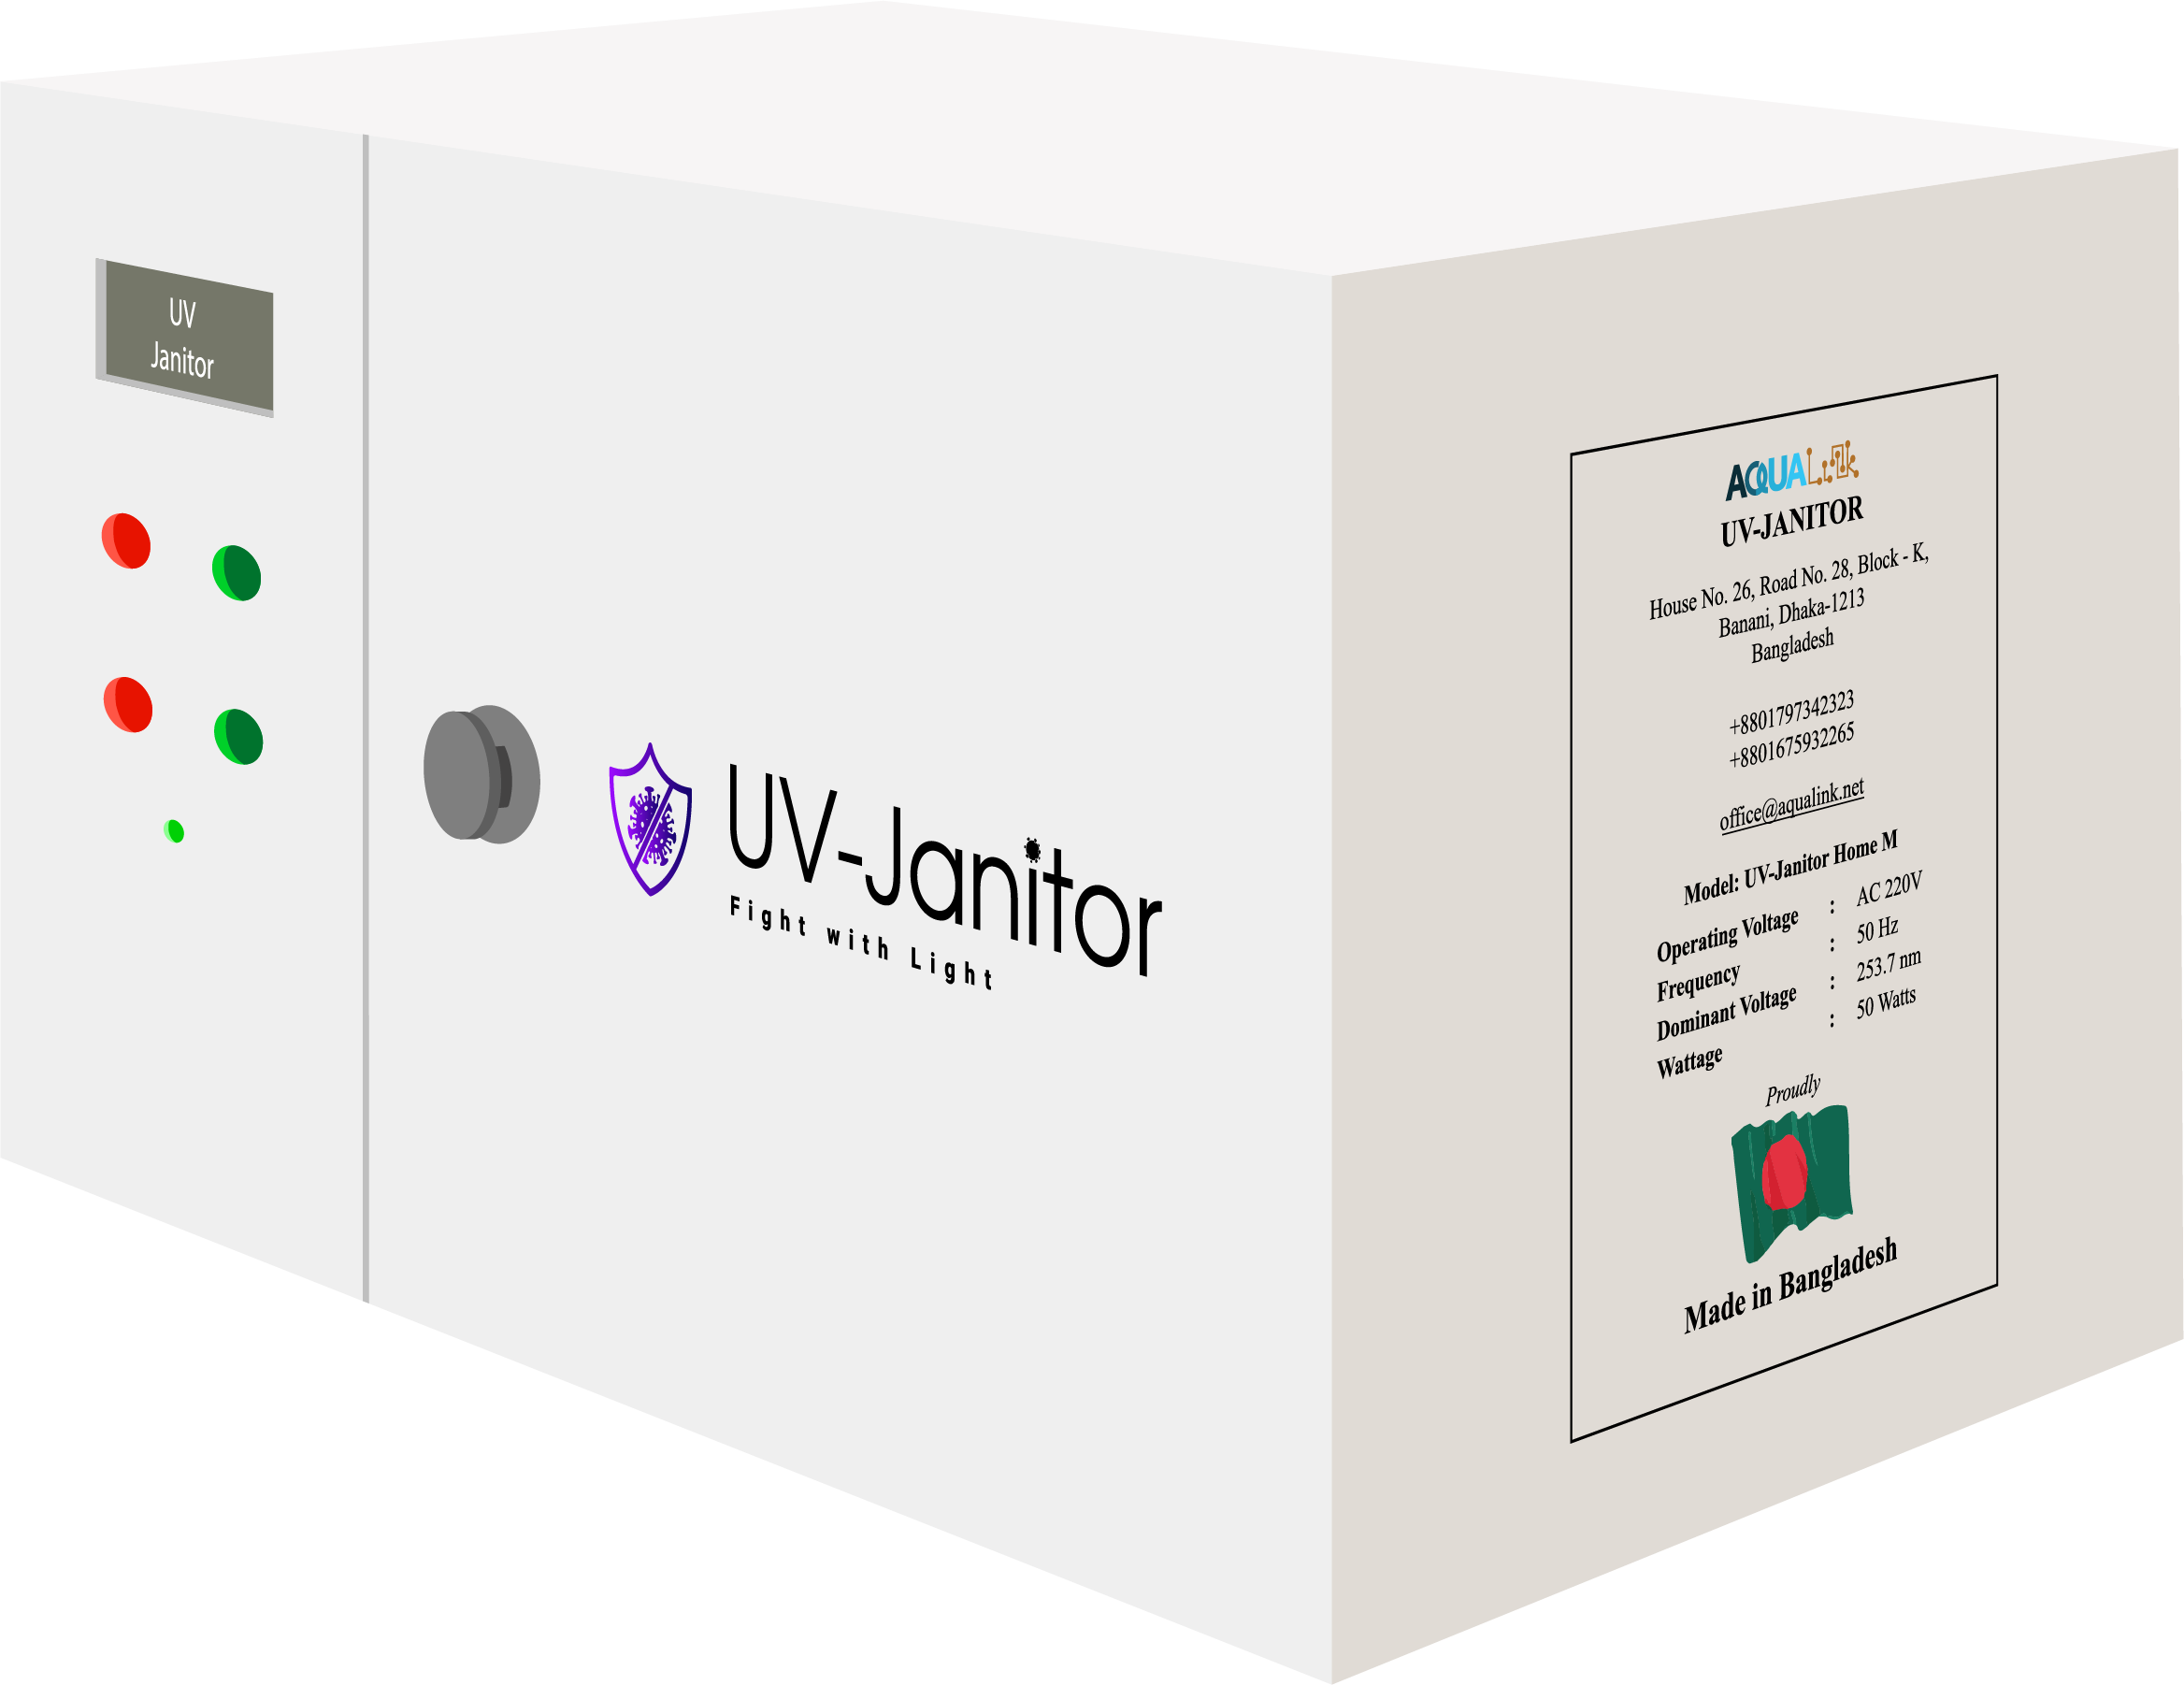 UV
Janitor
UV-Janitor
Fight with Light
AQUALink
UV-JANITOR
House No. 26, Road No. 28, Block - K,
Banani, Dhaka-1213
Bangladesh
+8801797342323
+8801675932265
office@aqualink.net
Model: UV-Janitor Home M
Operating Voltage : AC 220V
Frequency : 50 Hz
Dominant Voltage : 253.7 nm
Wattage : 50 Watts
Proudly
Made in Bangladesh